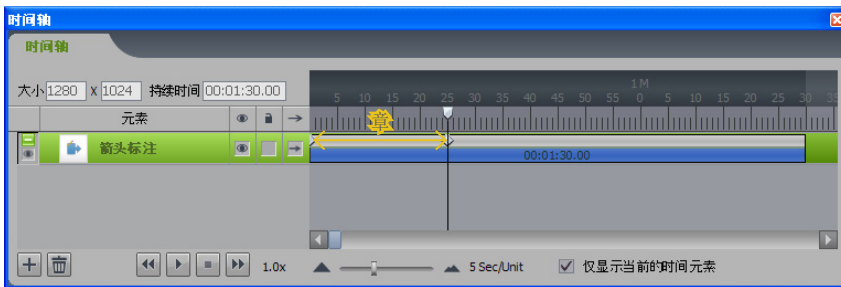 时间轴
时间轴
大小 1280 x 1024 持续时间 00:01:30.00
1M
5 10 15 20 25 30 35 40 45 50 55 0 5 10 15 20 25 30 35
元素
章
箭头标注
00:01:30.00
1.0x 5 Sec/Unit 仅显示当前的时间元素